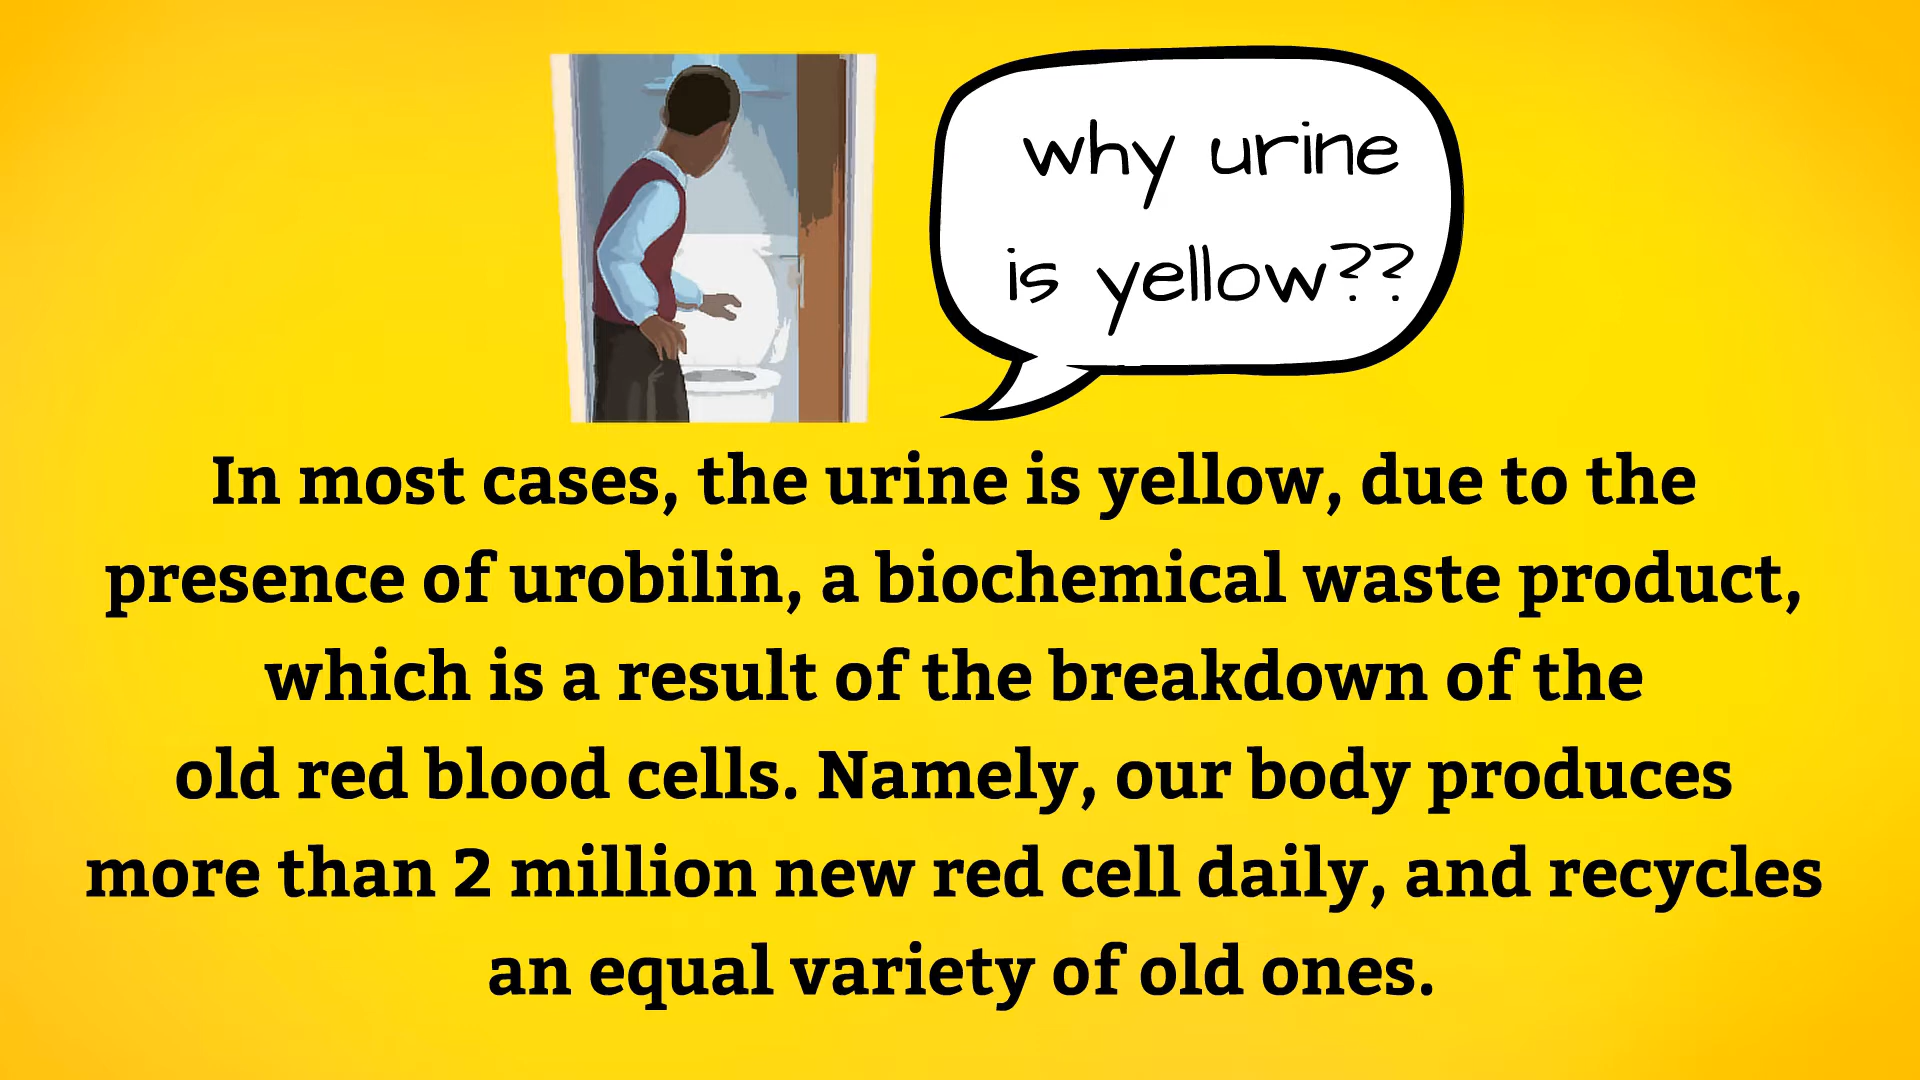 why urine
is yellow??
In most cases, the urine is yellow, due to the
presence of urobilin, a biochemical waste product,
which is a result of the breakdown of the
old red blood cells. Namely, our body produces
more than 2 million new red cell daily, and recycles
an equal variety of old ones.